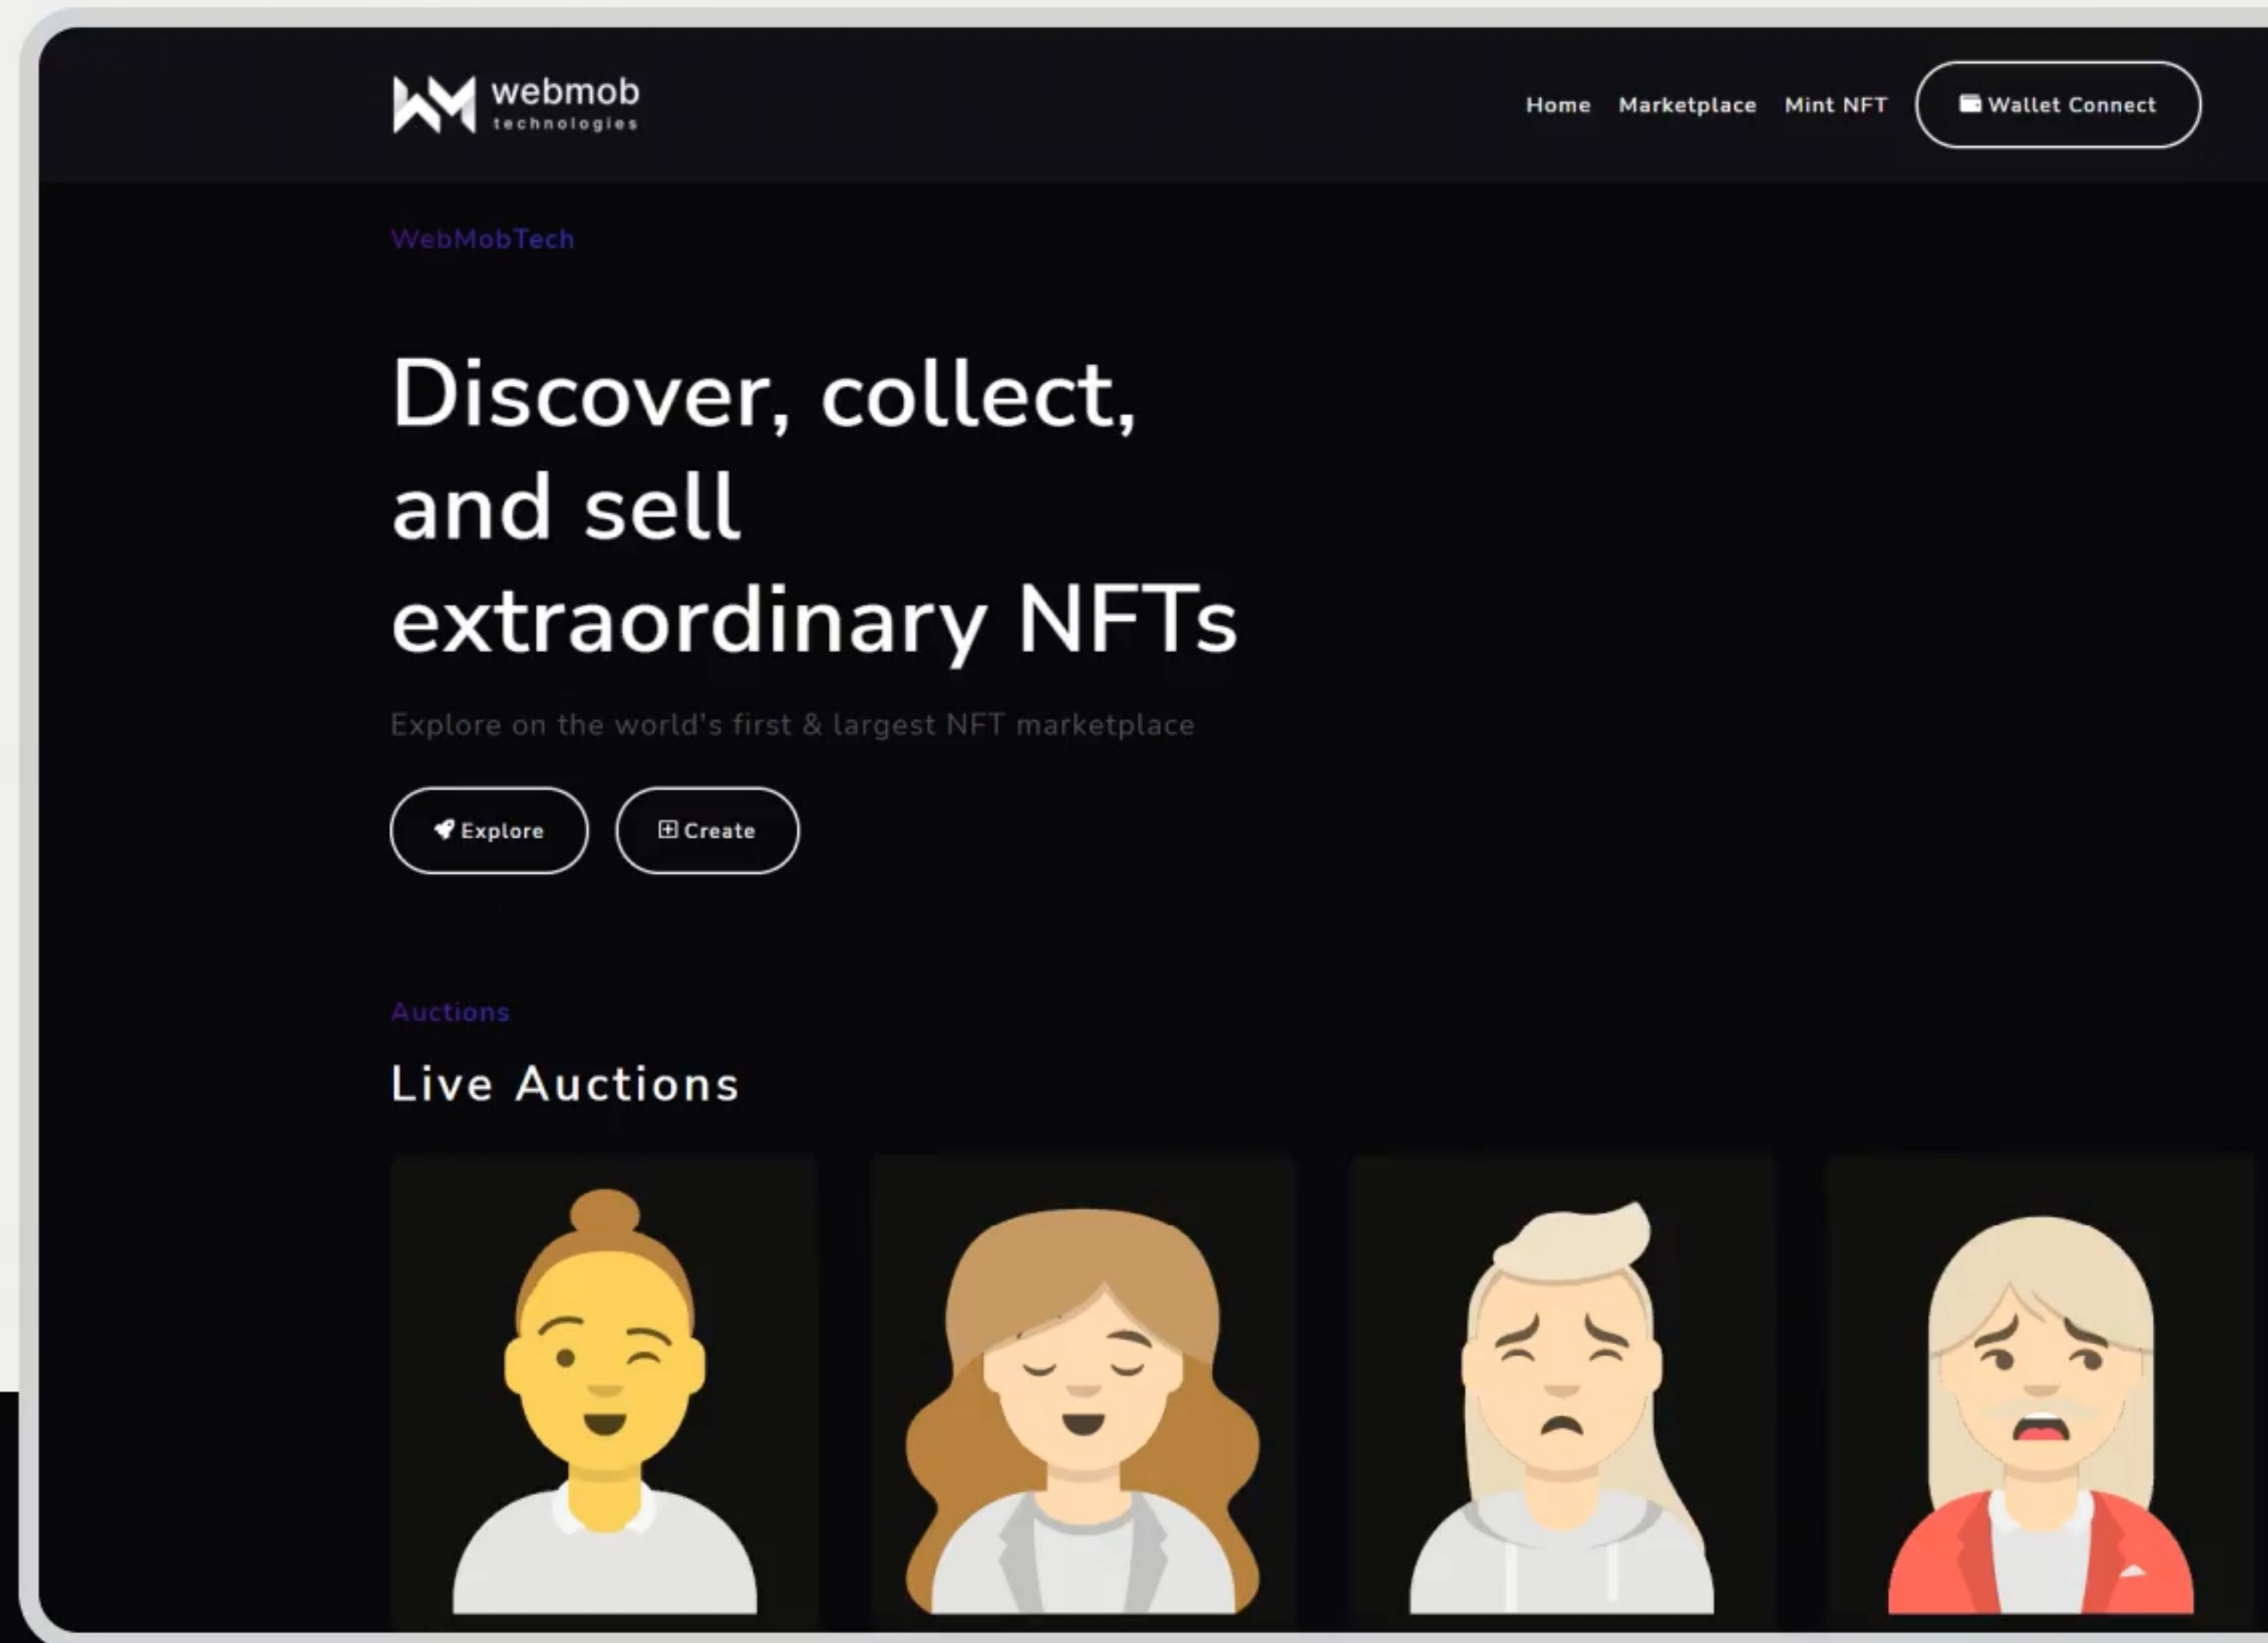 webmob
technologies
Home Marketplace Mint NFT Wallet Connect
WebMobTech
Discover, collect,
and sell
extraordinary NFTs
Explore on the world's first & largest NFT marketplace
Explore Create
Auctions
Live Auctions